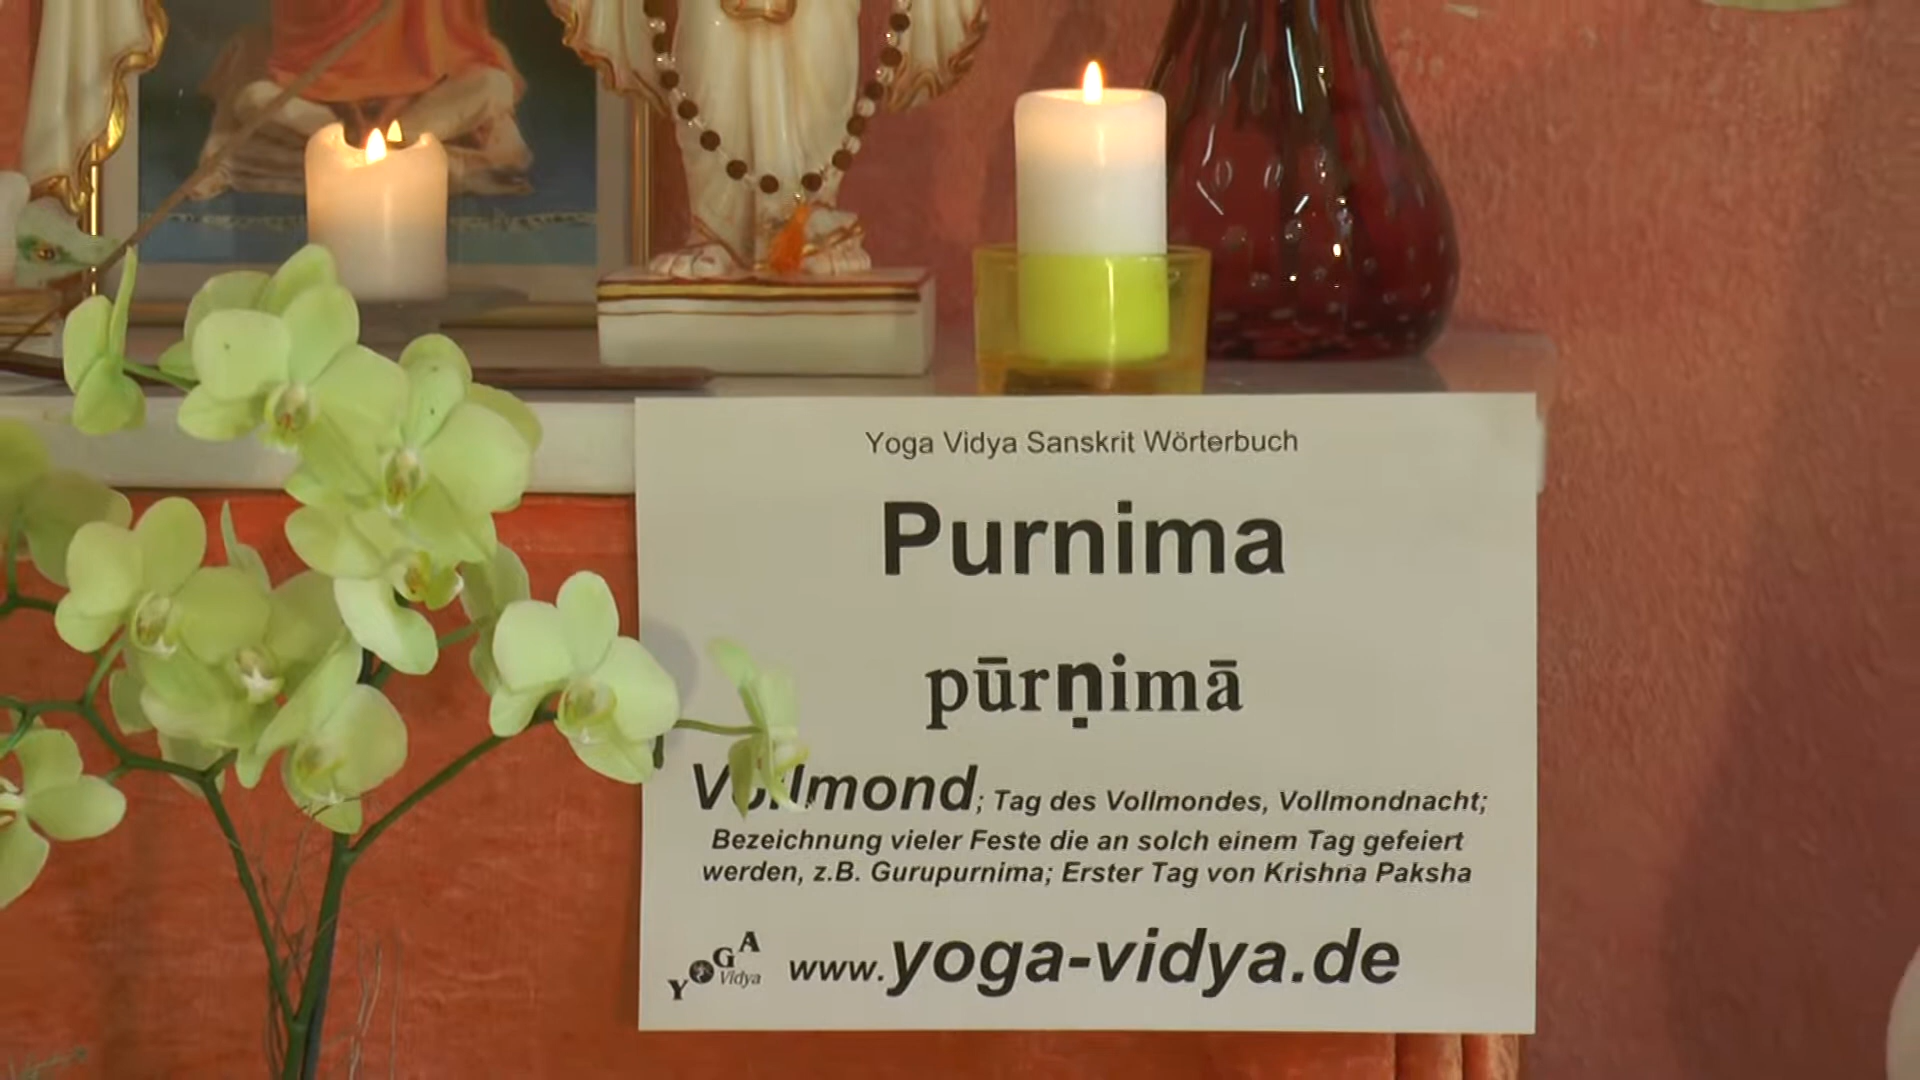 Yoga Vidya Sanskrit Wörterbuch
Purnima
pūrṇimā
Vollmond; Tag des Vollmondes, Vollmondnacht;
Bezeichnung vieler Feste die an solch einem Tag gefeiert
werden, z.B. Gurupurnima; Erster Tag von Krishna Paksha
YOGA Vidya www.yoga-vidya.de